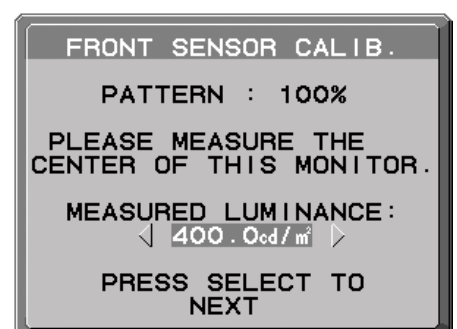 FRONT SENSOR CALIB.
PATTERN : 100%
PLEASE MEASURE THE
CENTER OF THIS MONITOR.
MEASURED LUMINANCE:
400.0cd/㎡
PRESS SELECT TO
NEXT